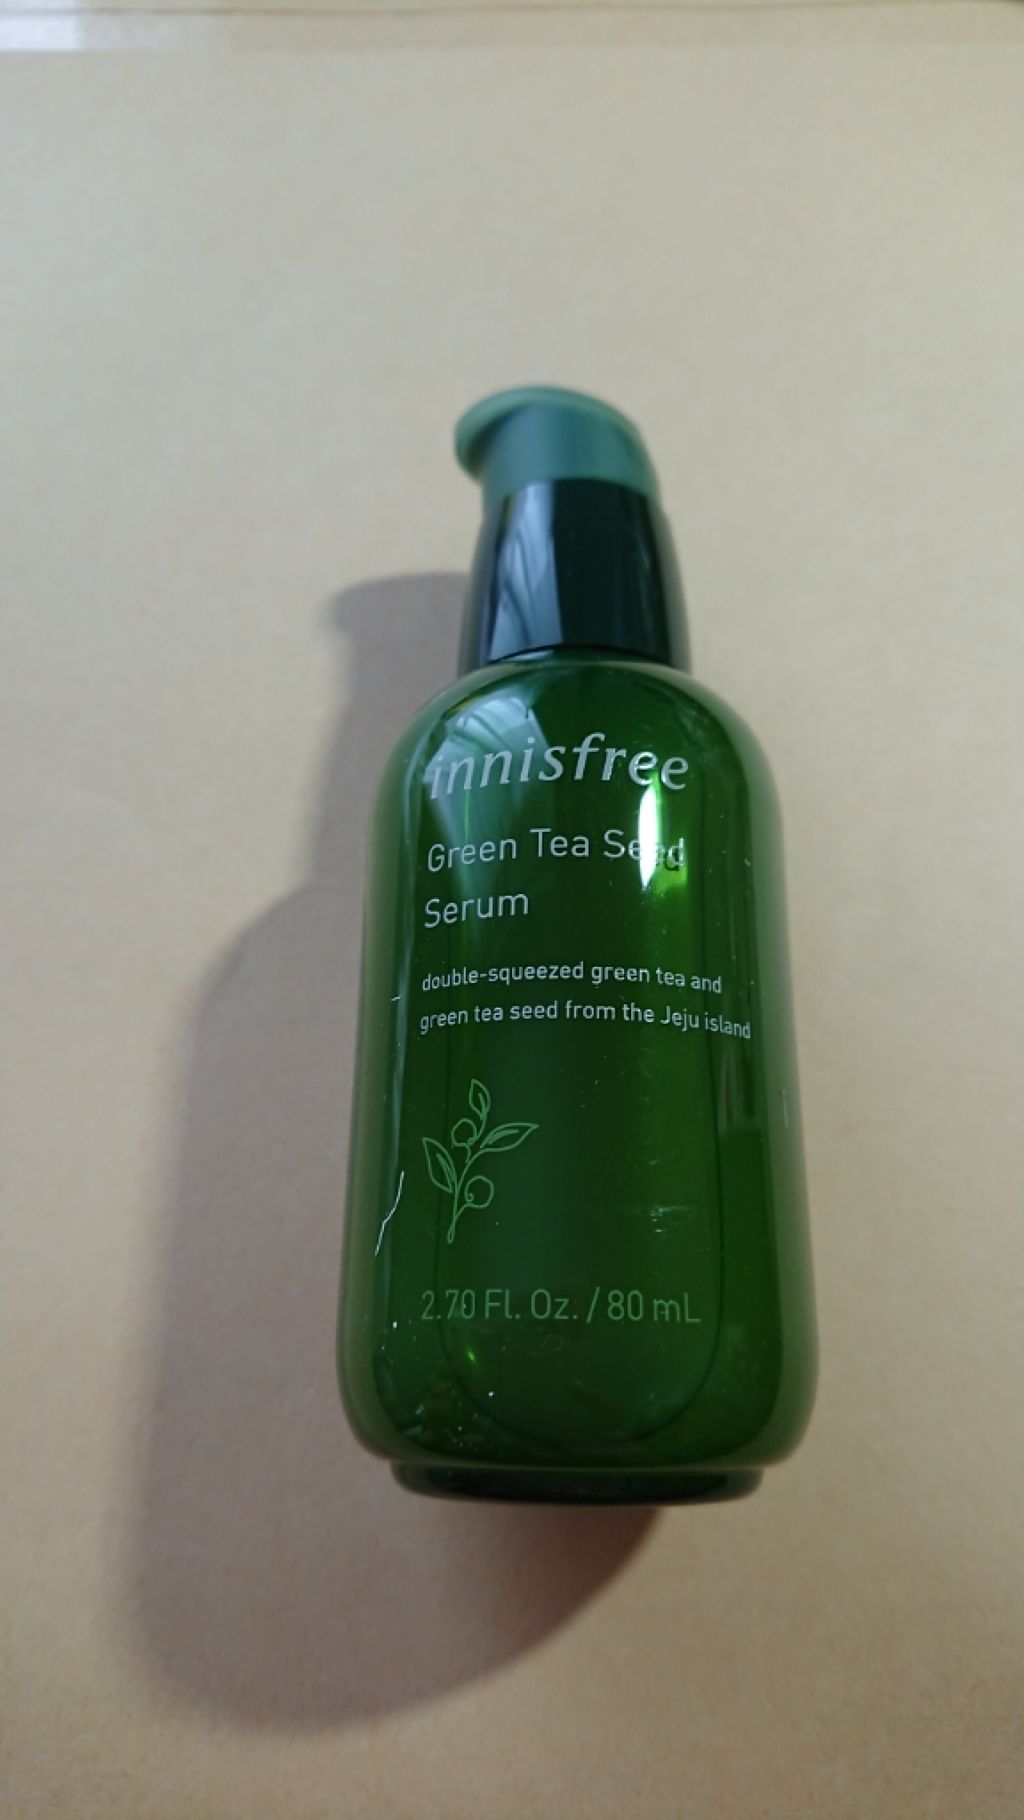 innisfree
Green Tea Seed
Serum
double-squeezed green tea and
green tea seed from the Jeju island
2.70 Fl. Oz. / 80 mL